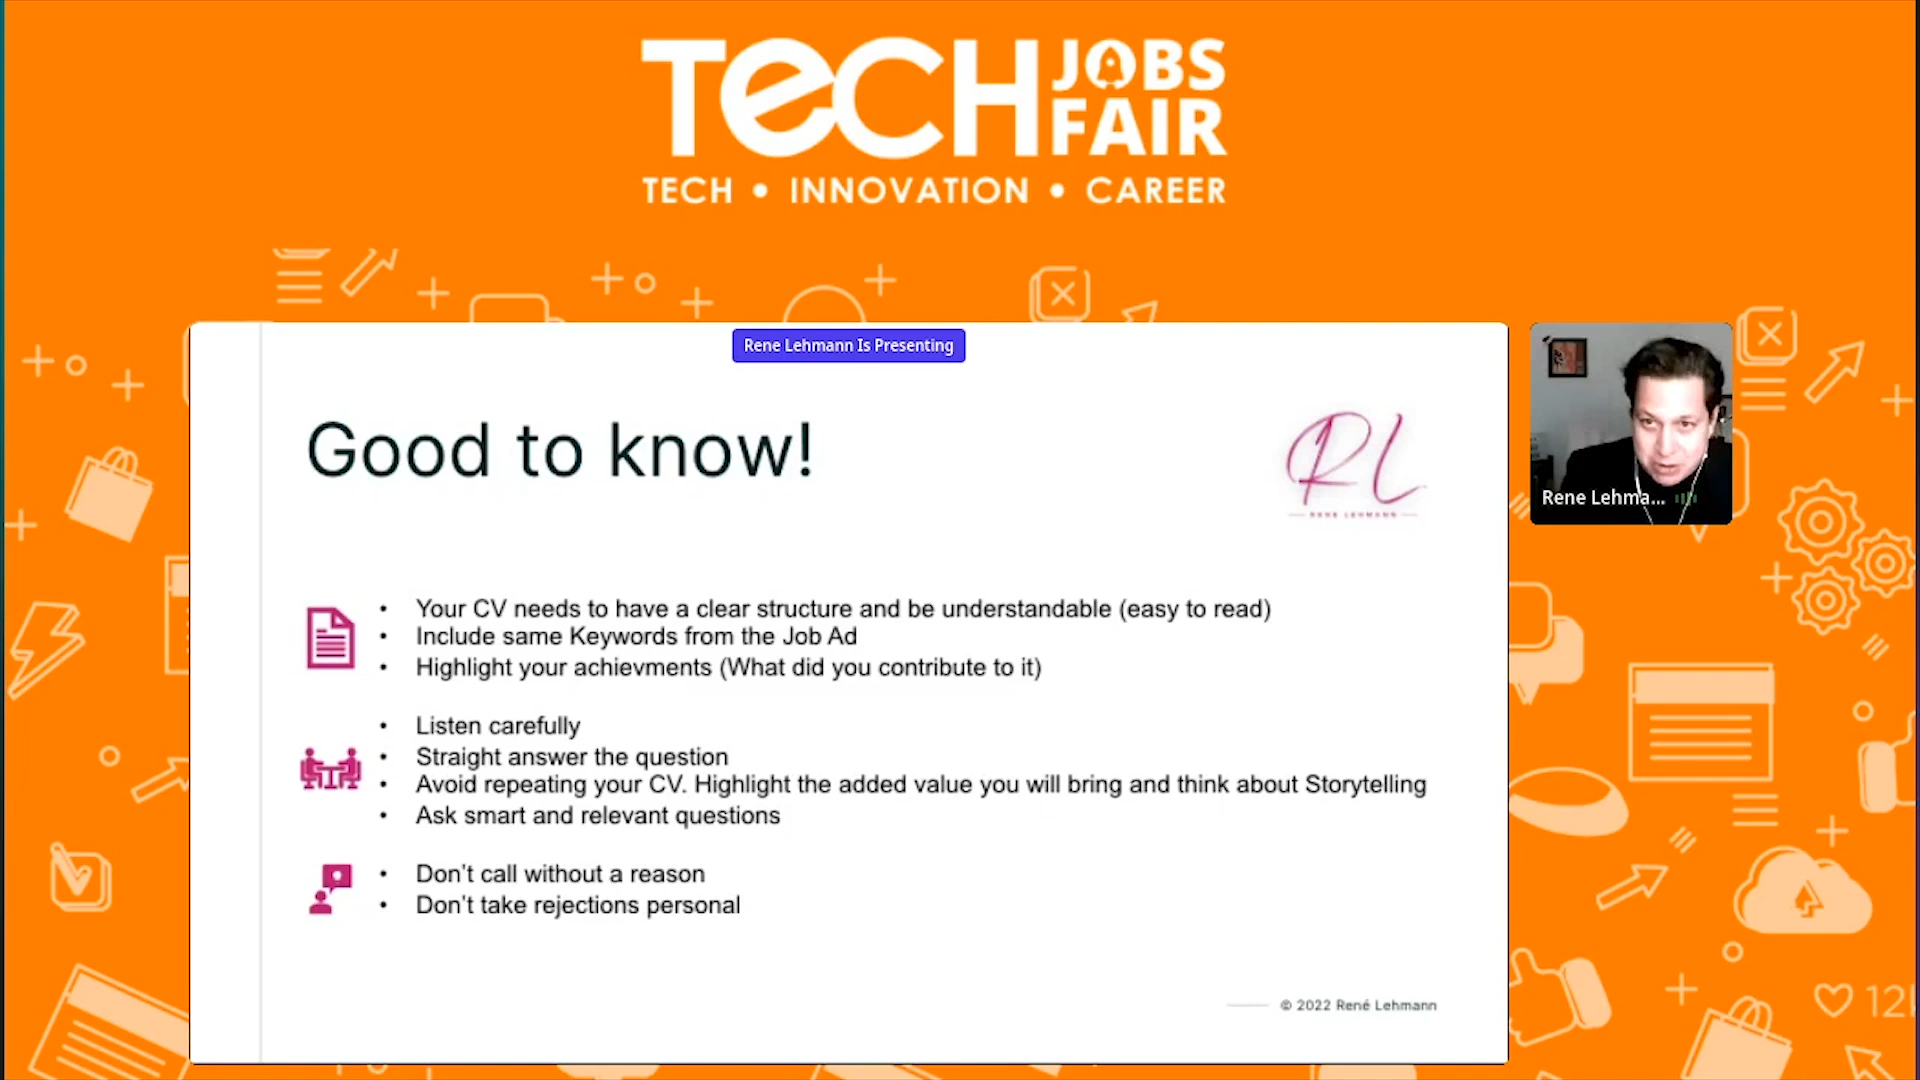 TECH JOBS FAIR
TECH • INNOVATION • CAREER
Rene Lehmann Is Presenting
Good to know!
RL
RENE LEHMANN
Rene Lehma...
• Your CV needs to have a clear structure and be understandable (easy to read)
• Include same Keywords from the Job Ad
• Highlight your achievments (What did you contribute to it)
• Listen carefully
• Straight answer the question
• Avoid repeating your CV. Highlight the added value you will bring and think about Storytelling
• Ask smart and relevant questions
• Don't call without a reason
• Don't take rejections personal
© 2022 René Lehmann
12k